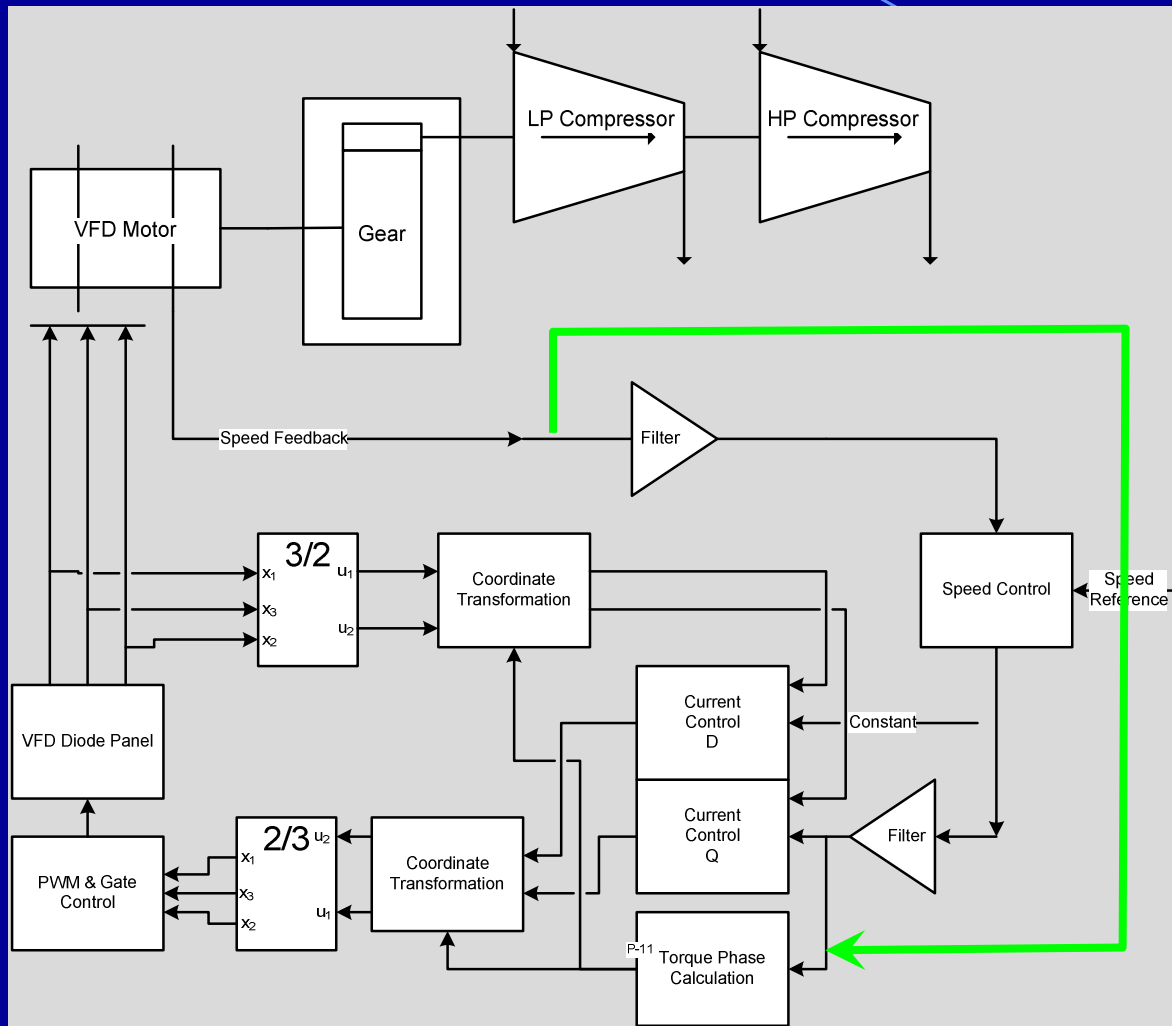 LP Compressor
HP Compressor
VFD Motor
Gear
Speed Feedback
Filter
3/2
x1
x3
x2
u1
u2
Coordinate
Transformation
Speed Control
Speed
Reference
VFD Diode Panel
Current
Control
D
Constant
Current
Control
Q
Filter
PWM & Gate
Control
2/3
x1
x3
x2
u2
u1
Coordinate
Transformation
P-11
Torque Phase
Calculation